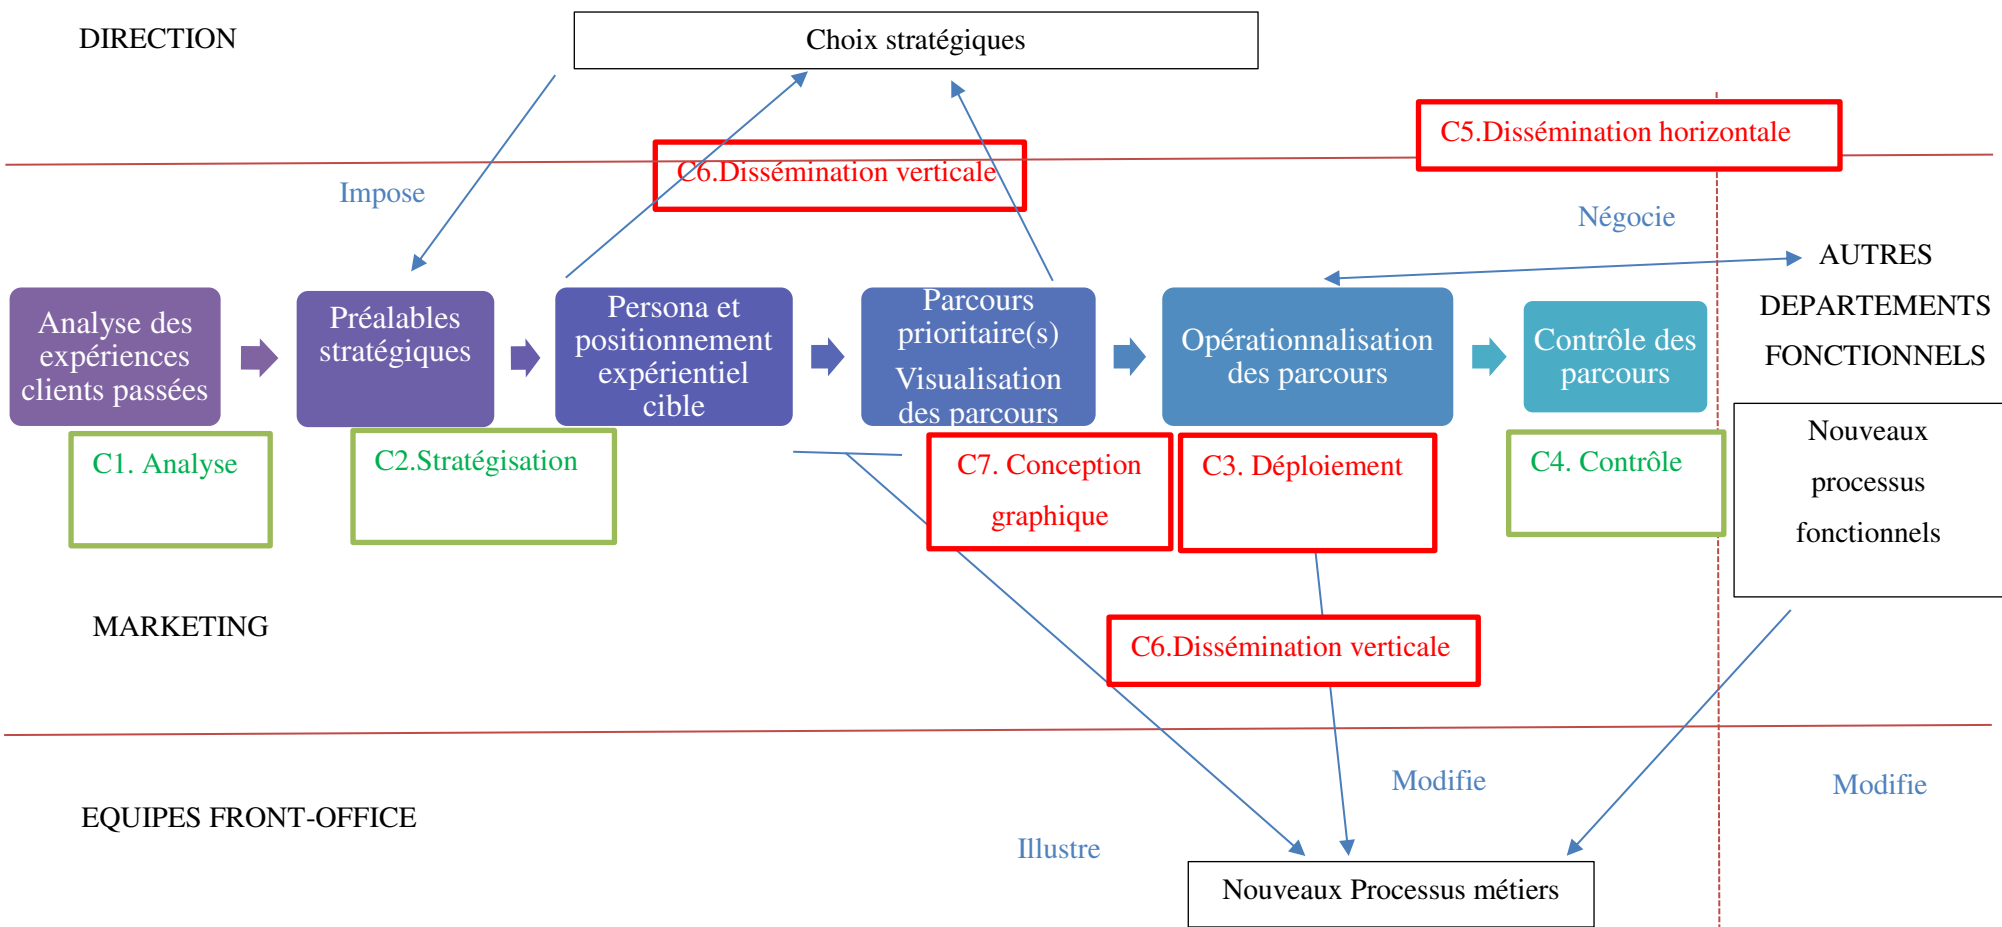 DIRECTION
Choix stratégiques
C5.Dissémination horizontale
C6.Dissémination verticale
Impose
Négocie
AUTRES
DEPARTEMENTS
FONCTIONNELS
Analyse des
expériences
clients passées
Préalables
stratégiques
Persona et
positionnement
expérientiel
cible
Parcours
prioritaire(s)
Visualisation
des parcours
Opérationnalisation
des parcours
Contrôle des
parcours
C1. Analyse
C2.Stratégisation
C7. Conception
graphique
C3. Déploiement
C4. Contrôle
Nouveaux
processus
fonctionnels
MARKETING
C6.Dissémination verticale
Modifie
Modifie
EQUIPES FRONT-OFFICE
Illustre
Nouveaux Processus métiers